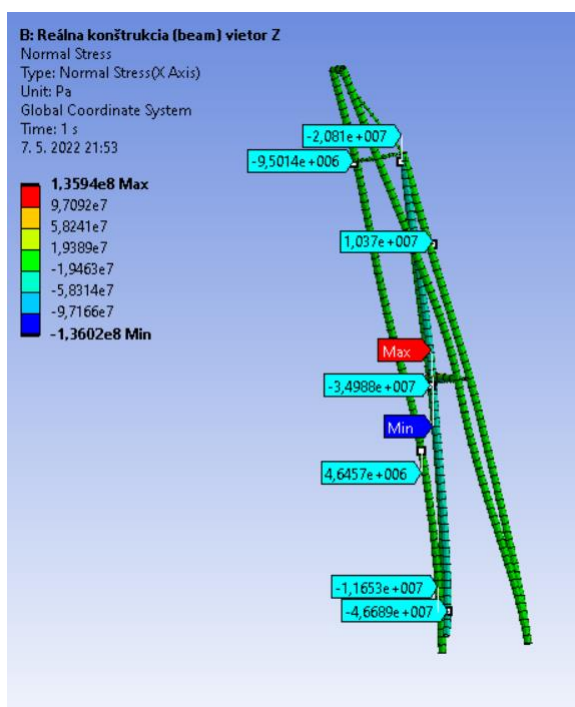 B: Reálna konštrukcia (beam) vietor Z
Normal Stress
Type: Normal Stress(X Axis)
Unit: Pa
Global Coordinate System
Time: 1 s
7. 5. 2022 21:53
1,3594e8 Max
9,7092e7
5,8241e7
1,9389e7
-1,9463e7
-5,8314e7
-9,7166e7
-1,3602e8 Min
-2,081e+007
-9,5014e+006
1,037e+007
Max
-3,4988e+007
Min
4,6457e+006
-1,1653e+007
-4,6689e+007